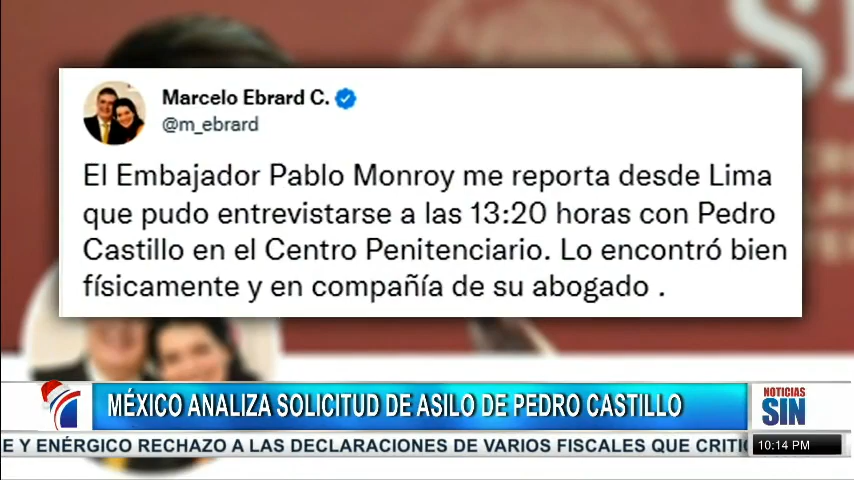 Marcelo Ebrard C.
@m_ebrard
El Embajador Pablo Monroy me reporta desde Lima
que pudo entrevistarse a las 13:20 horas con Pedro
Castillo en el Centro Penitenciario. Lo encontró bien
físicamente y en compañía de su abogado .
MÉXICO ANALIZA SOLICITUD DE ASILO DE PEDRO CASTILLO
NOTICIAS
SIN
E Y ENÉRGICO RECHAZO A LAS DECLARACIONES DE VARIOS FISCALES QUE CRITIC
10:14 PM